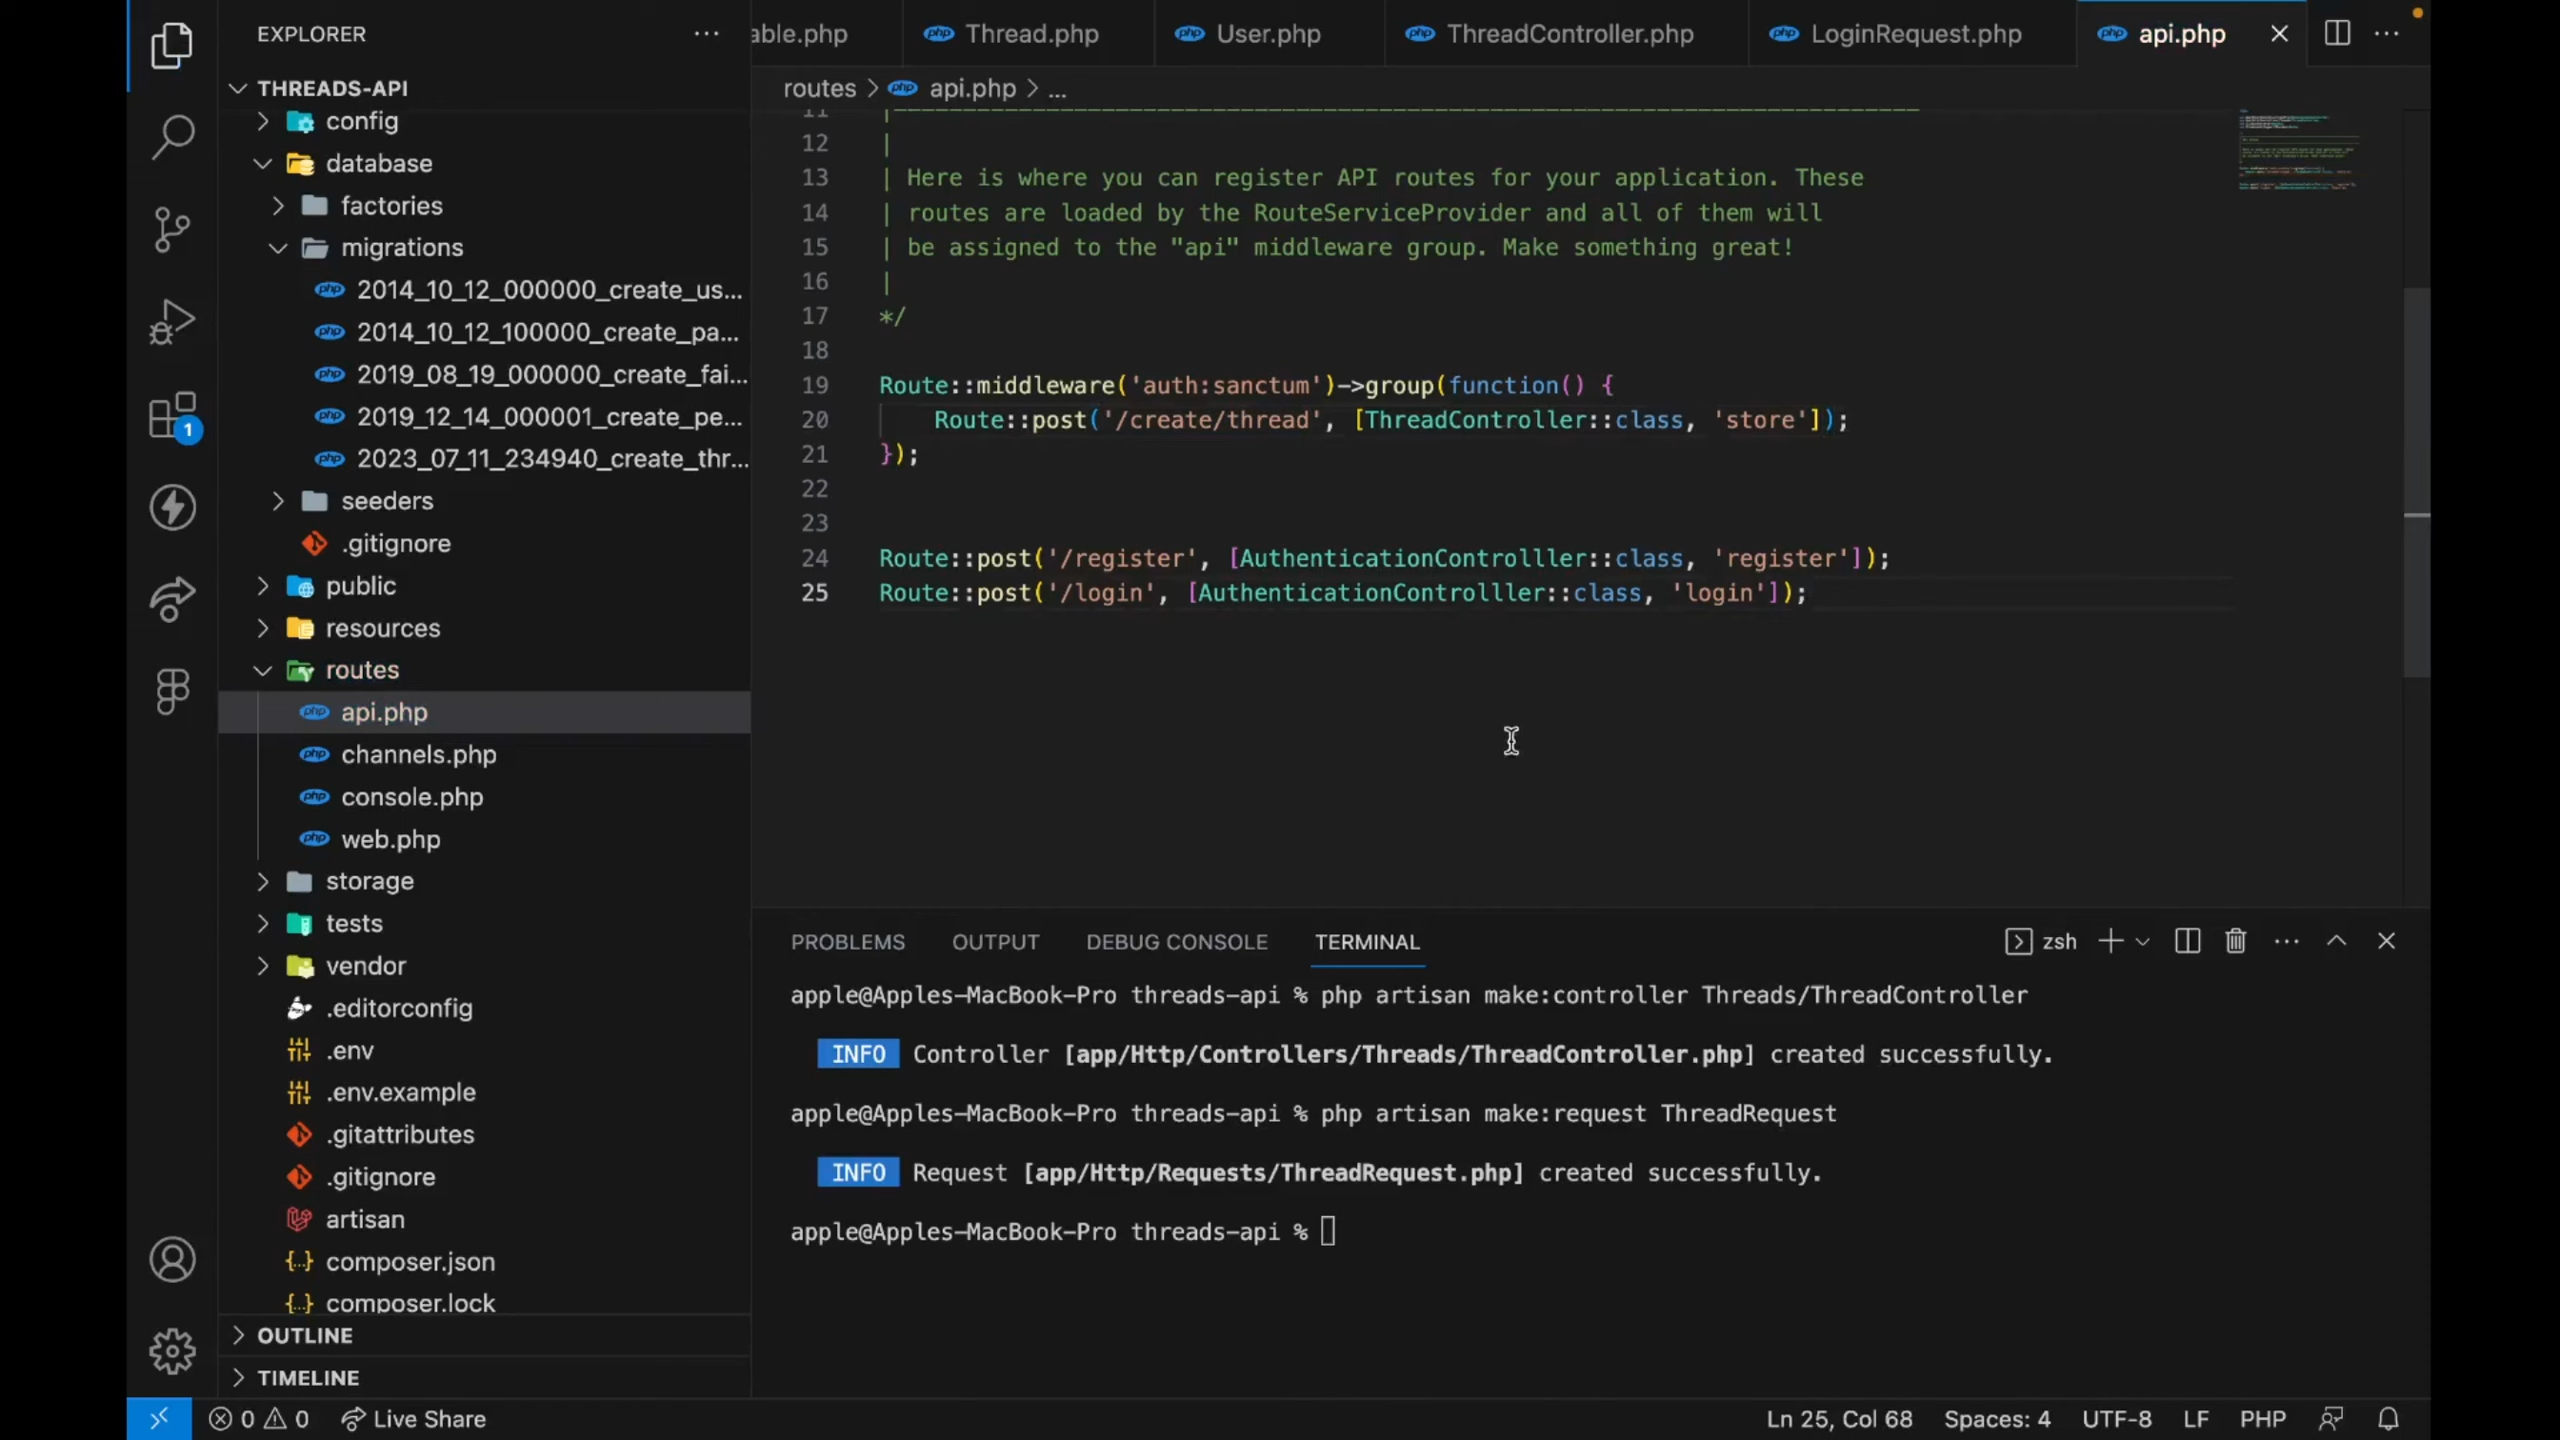 EXPLORER
THREADS-API
config
database
factories
migrations
2014_10_12_000000_create_us...
2014_10_12_100000_create_pa...
2019_08_19_000000_create_fai...
2019_12_14_000001_create_pe...
2023_07_11_234940_create_thr...
seeders
.gitignore
public
resources
routes
api.php
channels.php
console.php
web.php
storage
tests
vendor
.editorconfig
.env
.env.example
.gitattributes
.gitignore
artisan
composer.json
composer.lock
OUTLINE
TIMELINE
1
able.php Thread.php User.php ThreadController.php LoginRequest.php api.php
routes > api.php > ...
11 |--------------------------------------------------------------------------
12 |
13 | Here is where you can register API routes for your application. These
14 | routes are loaded by the RouteServiceProvider and all of them will
15 | be assigned to the "api" middleware group. Make something great!
16 |
17 */
18
19 Route::middleware('auth:sanctum')->group(function() {
20 Route::post('/create/thread', [ThreadController::class, 'store']);
21 });
22
23
24 Route::post('/register', [AuthenticationControlller::class, 'register']);
25 Route::post('/login', [AuthenticationControlller::class, 'login']);
PROBLEMS OUTPUT DEBUG CONSOLE TERMINAL zsh
apple@Apples-MacBook-Pro threads-api % php artisan make:controller Threads/ThreadController
INFO Controller [app/Http/Controllers/Threads/ThreadController.php] created successfully.
apple@Apples-MacBook-Pro threads-api % php artisan make:request ThreadRequest
INFO Request [app/Http/Requests/ThreadRequest.php] created successfully.
apple@Apples-MacBook-Pro threads-api %
0 0 Live Share Ln 25, Col 68 Spaces: 4 UTF-8 LF PHP